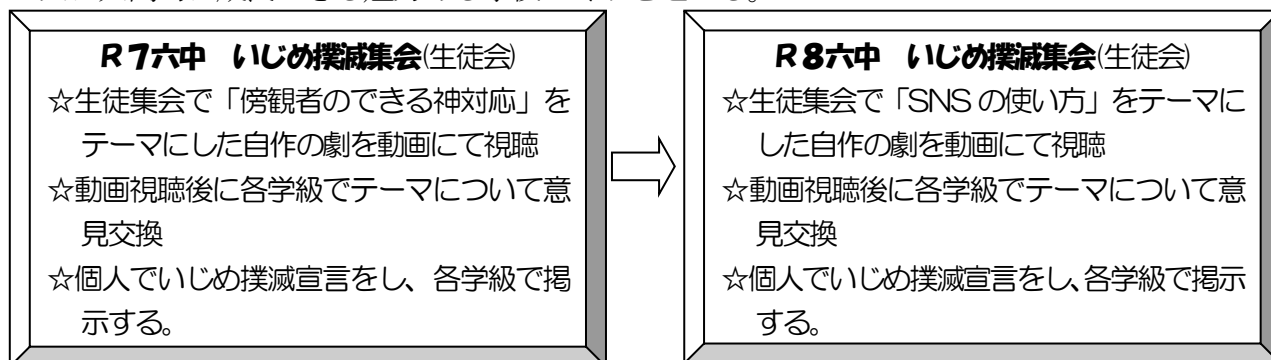 R7六中 いじめ撲滅集会(生徒会)
☆生徒集会で「傍観者のできる神対応」を
テーマにした自作の劇を動画にて視聴
☆動画視聴後に各学級でテーマについて意
見交換
☆個人でいじめ撲滅宣言をし、各学級で掲
示する。
R8六中 いじめ撲滅集会(生徒会)
☆生徒集会で「SNSの使い方」をテーマに
した自作の劇を動画にて視聴
☆動画視聴後に各学級でテーマについて意
見交換
☆個人でいじめ撲滅宣言をし、各学級で掲示
する。